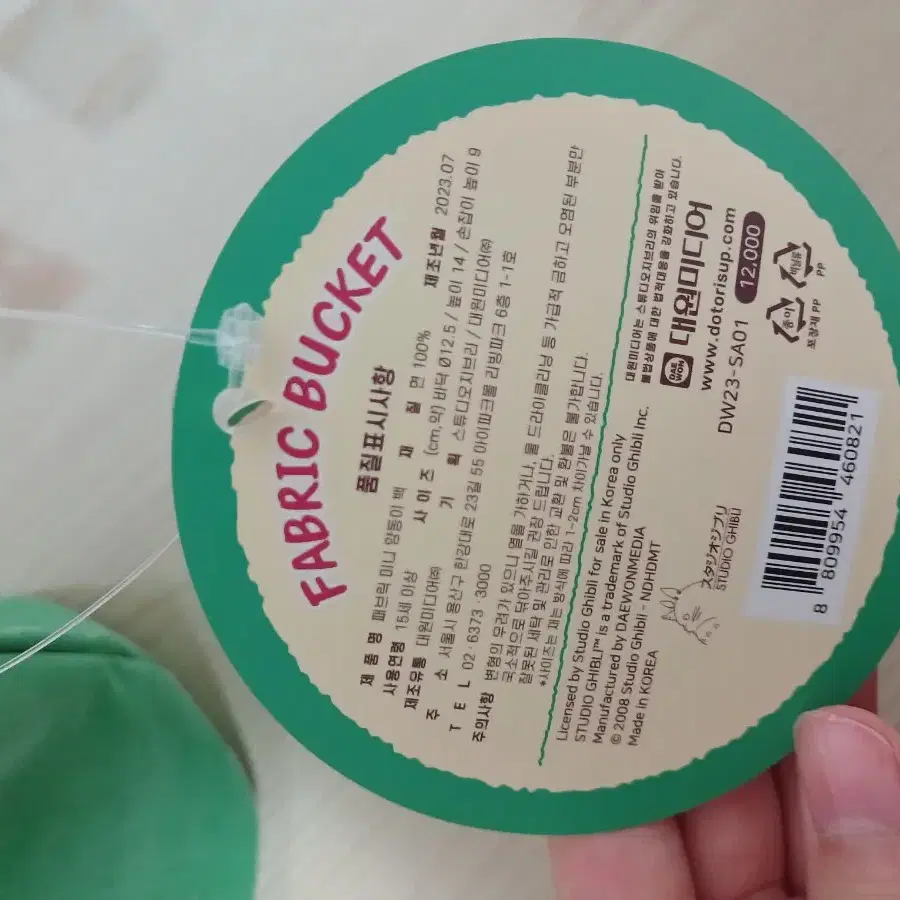 FABRIC BUCKET
품질표시사항
제 품 명 패브릭 미니 양동이 백
사용연령 15세 이상 재 질 면 100% 제조년월 2023.07
제조유통 대원미디어㈜ 사 이 즈 (cm,약) 바닥 Ø12.5 / 높이 14 / 손잡이 높이 9
기 획 스튜디오지브리 / 대원미디어㈜
주 소 서울시 용산구 한강대로 23길 55 아이파크몰 리빙파크 6층 1-1호
T E L 02 · 6373 · 3000
주의사항 변형의 우려가 있으니 열을 가하거나, 물 드라이클리닝 등 가급적 금하고 오염된 부분만
국소적으로 닦아주시길 권장 드립니다.
잘못된 세탁 및 관리로 인한 교환 및 환불은 불가합니다.
*사이즈는 재는 방식에 따라 1~2cm 차이가날 수 있습니다.
Licensed by Studio Ghibli for sale in Korea only
STUDIO GHIBLI™ is a trademark of Studio Ghibli Inc.
Manufactured by DAEWONMEDIA
© 2008 Studio Ghibli - NDHDMT
Made in KOREA
대원미디어는 스튜디오지브리의 위임을 받아
불법상품에 대한 법적대응을 강화하고 있습니다.
DAE WON 대원미디어
www.dotorisup.com
DW23-SA01 12,000
スタジオジブリ
STUDIO GHIBLI
종이
비닐류
포장재 PP
PP
8 809954 460821